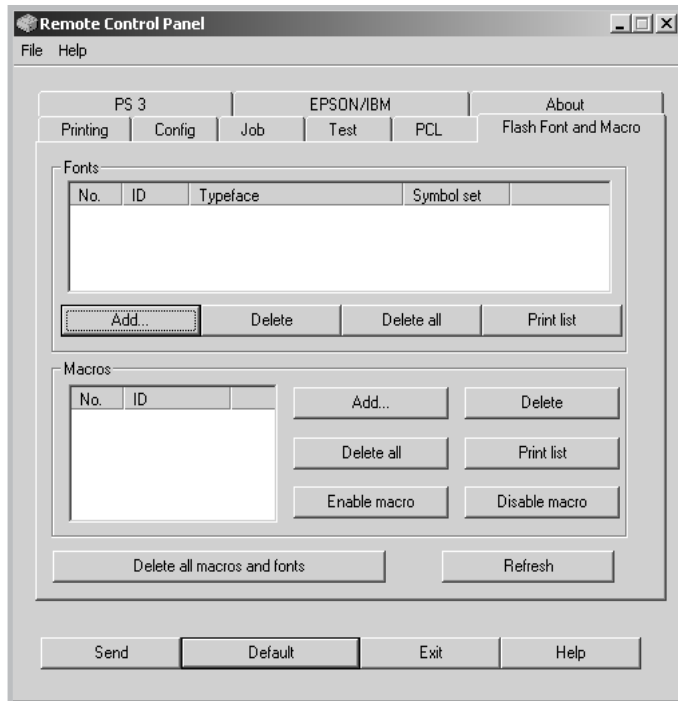 Remote Control Panel
File Help
PS 3 EPSON/IBM About
Printing Config Job Test PCL Flash Font and Macro
Fonts
No. ID Typeface Symbol set
Add... Delete Delete all Print list
Macros
No. ID
Add... Delete
Delete all Print list
Enable macro Disable macro
Delete all macros and fonts Refresh
Send Default Exit Help